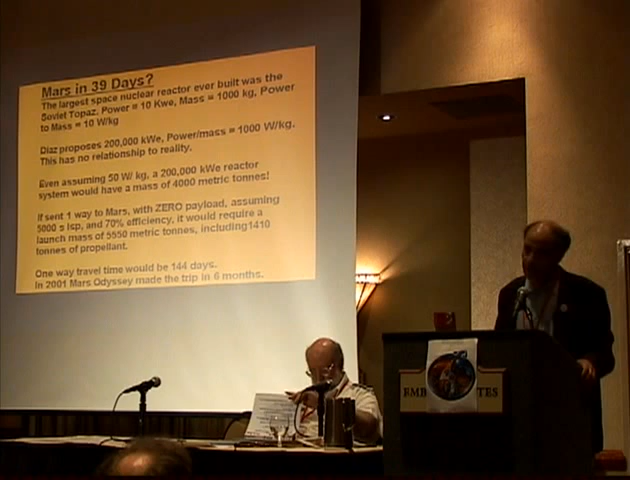 Mars in 39 Days?
The largest space nuclear reactor ever built was the
Soviet Topaz. Power = 10 Kwe, Mass = 1000 kg, Power
to Mass = 10 W/kg
Diaz proposes 200,000 kWe, Power/mass = 1000 W/kg.
This has no relationship to reality.
Even assuming 50 W/ kg, a 200,000 kWe reactor
system would have a mass of 4000 metric tonnes!
If sent 1 way to Mars, with ZERO payload, assuming
5000 s Isp, and 70% efficiency, it would require a
launch mass of 5550 metric tonnes, including1410
tonnes of propellant.
One way travel time would be 144 days.
In 2001 Mars Odyssey made the trip in 6 months.
EMB TES